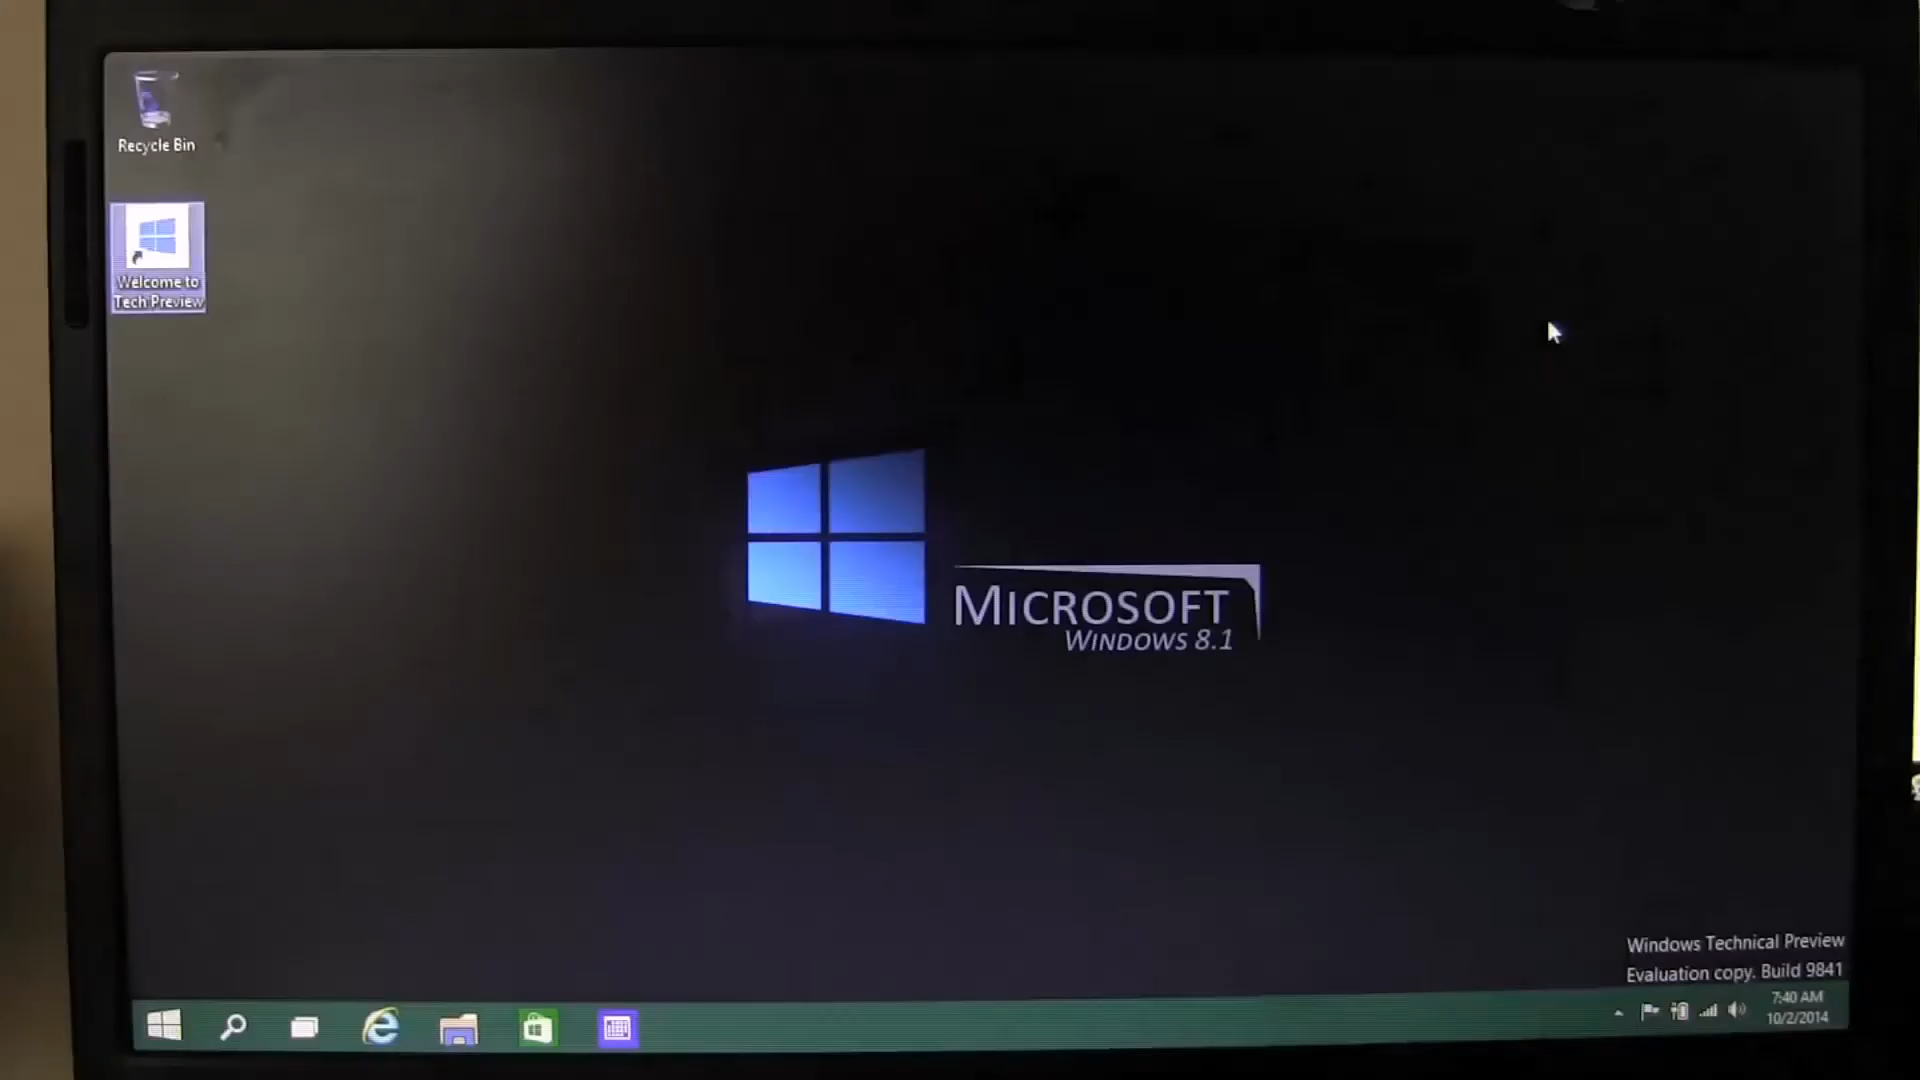 Recycle Bin
Welcome to
Tech Preview
MICROSOFT
WINDOWS 8.1
Windows Technical Preview
Evaluation copy. Build 9841
7:40 AM
10/2/2014